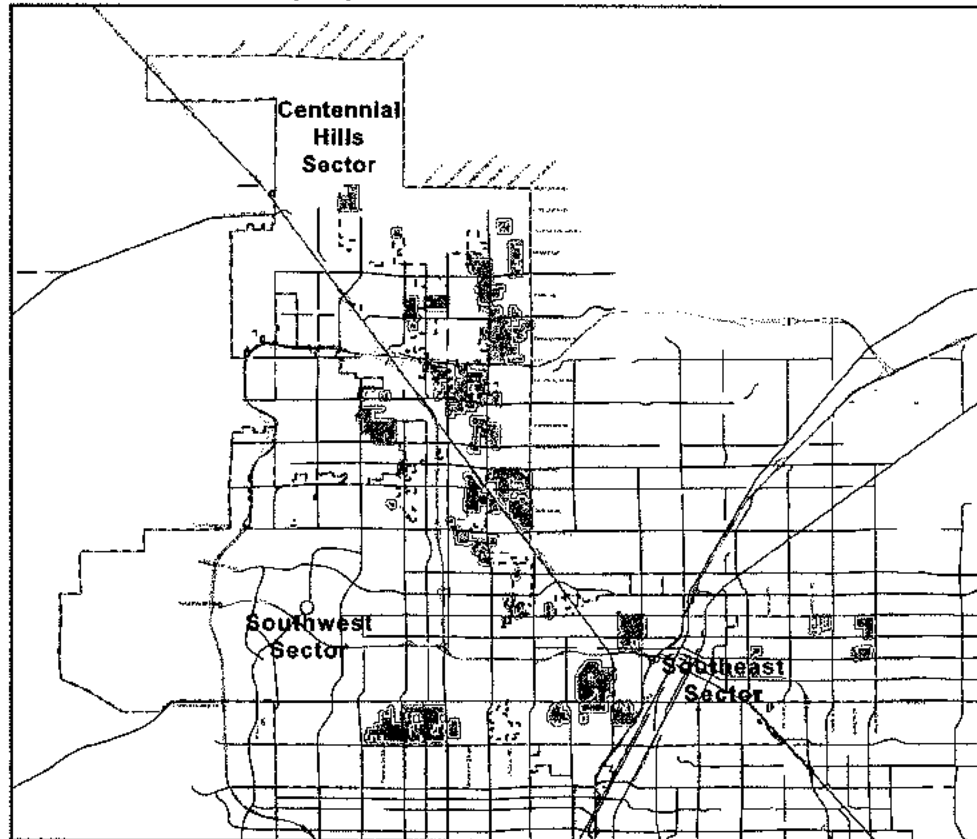 Centennial
Hills
Sector
Southwest
Sector
Southeast
Sector